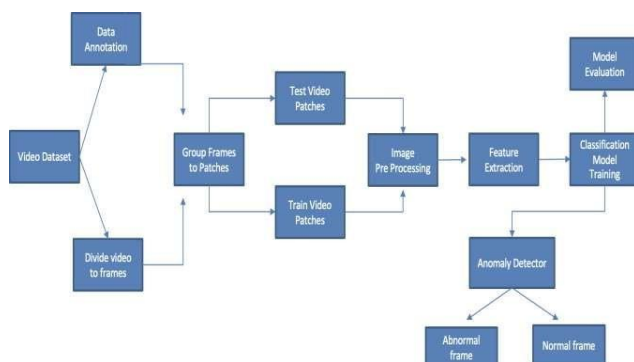 Data
Annotation
Model
Evaluation
Test Video
Patches
Video Dataset
Group Frames
to Patches
Image
Pre Processing
Feature
Extraction
Classification
Model
Training
Train Video
Patches
Divide video
to frames
Anomaly Detector
Abnormal
frame
Normal frame